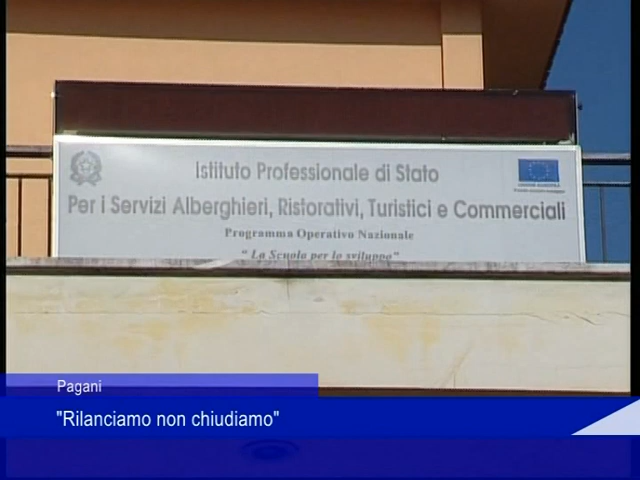 Istituto Professionale di Stato
Per i Servizi Alberghieri, Ristorativi, Turistici e Commerciali
Programma Operativo Nazionale
" La Scuola per lo sviluppo"
Pagani
"Rilanciamo non chiudiamo"